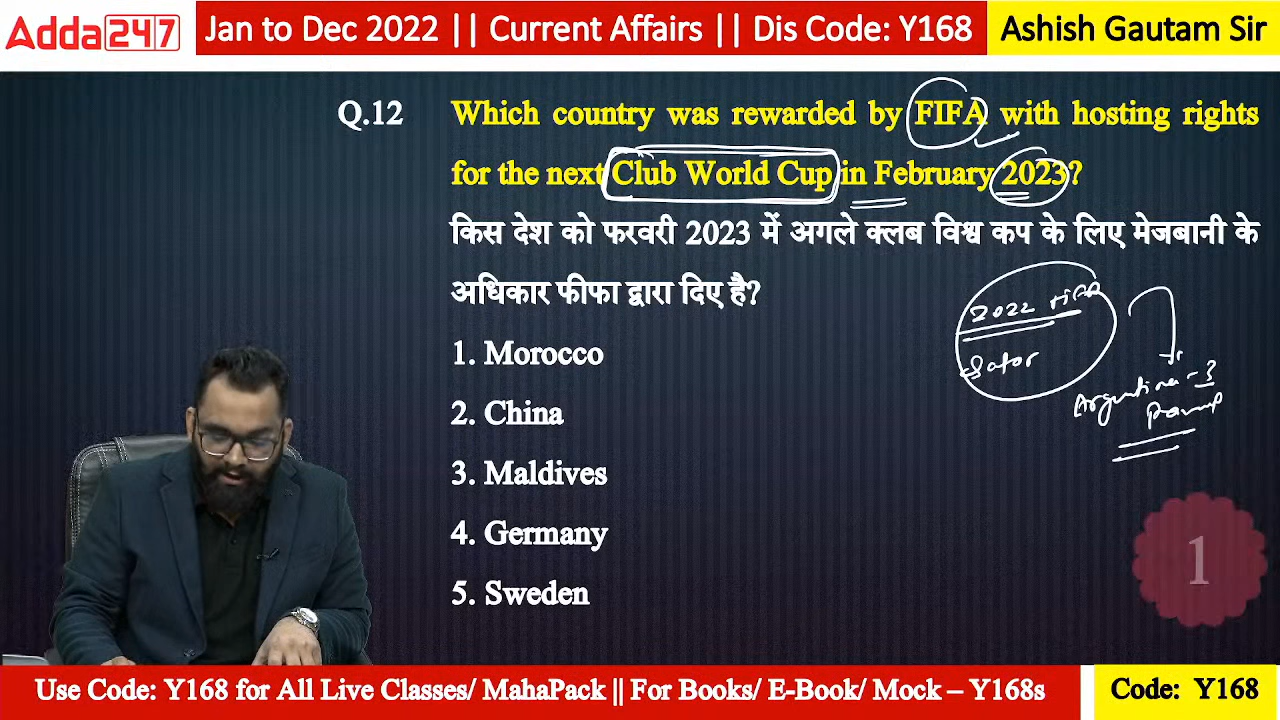 Adda247 Jan to Dec 2022 || Current Affairs || Dis Code: Y168 Ashish Gautam Sir
Q.12 Which country was rewarded by FIFA with hosting rights
for the next Club World Cup in February 2023?
किस देश को फरवरी 2023 में अगले क्लब विश्व कप के लिए मेजबानी के
अधिकार फीफा द्वारा दिए है?
2022 FIFA
1. Morocco
2. China
3. Maldives
4. Germany
5. Sweden
Argentina - 3
1
Use Code: Y168 for All Live Classes/ MahaPack || For Books/ E-Book/ Mock – Y168s
Code: Y168